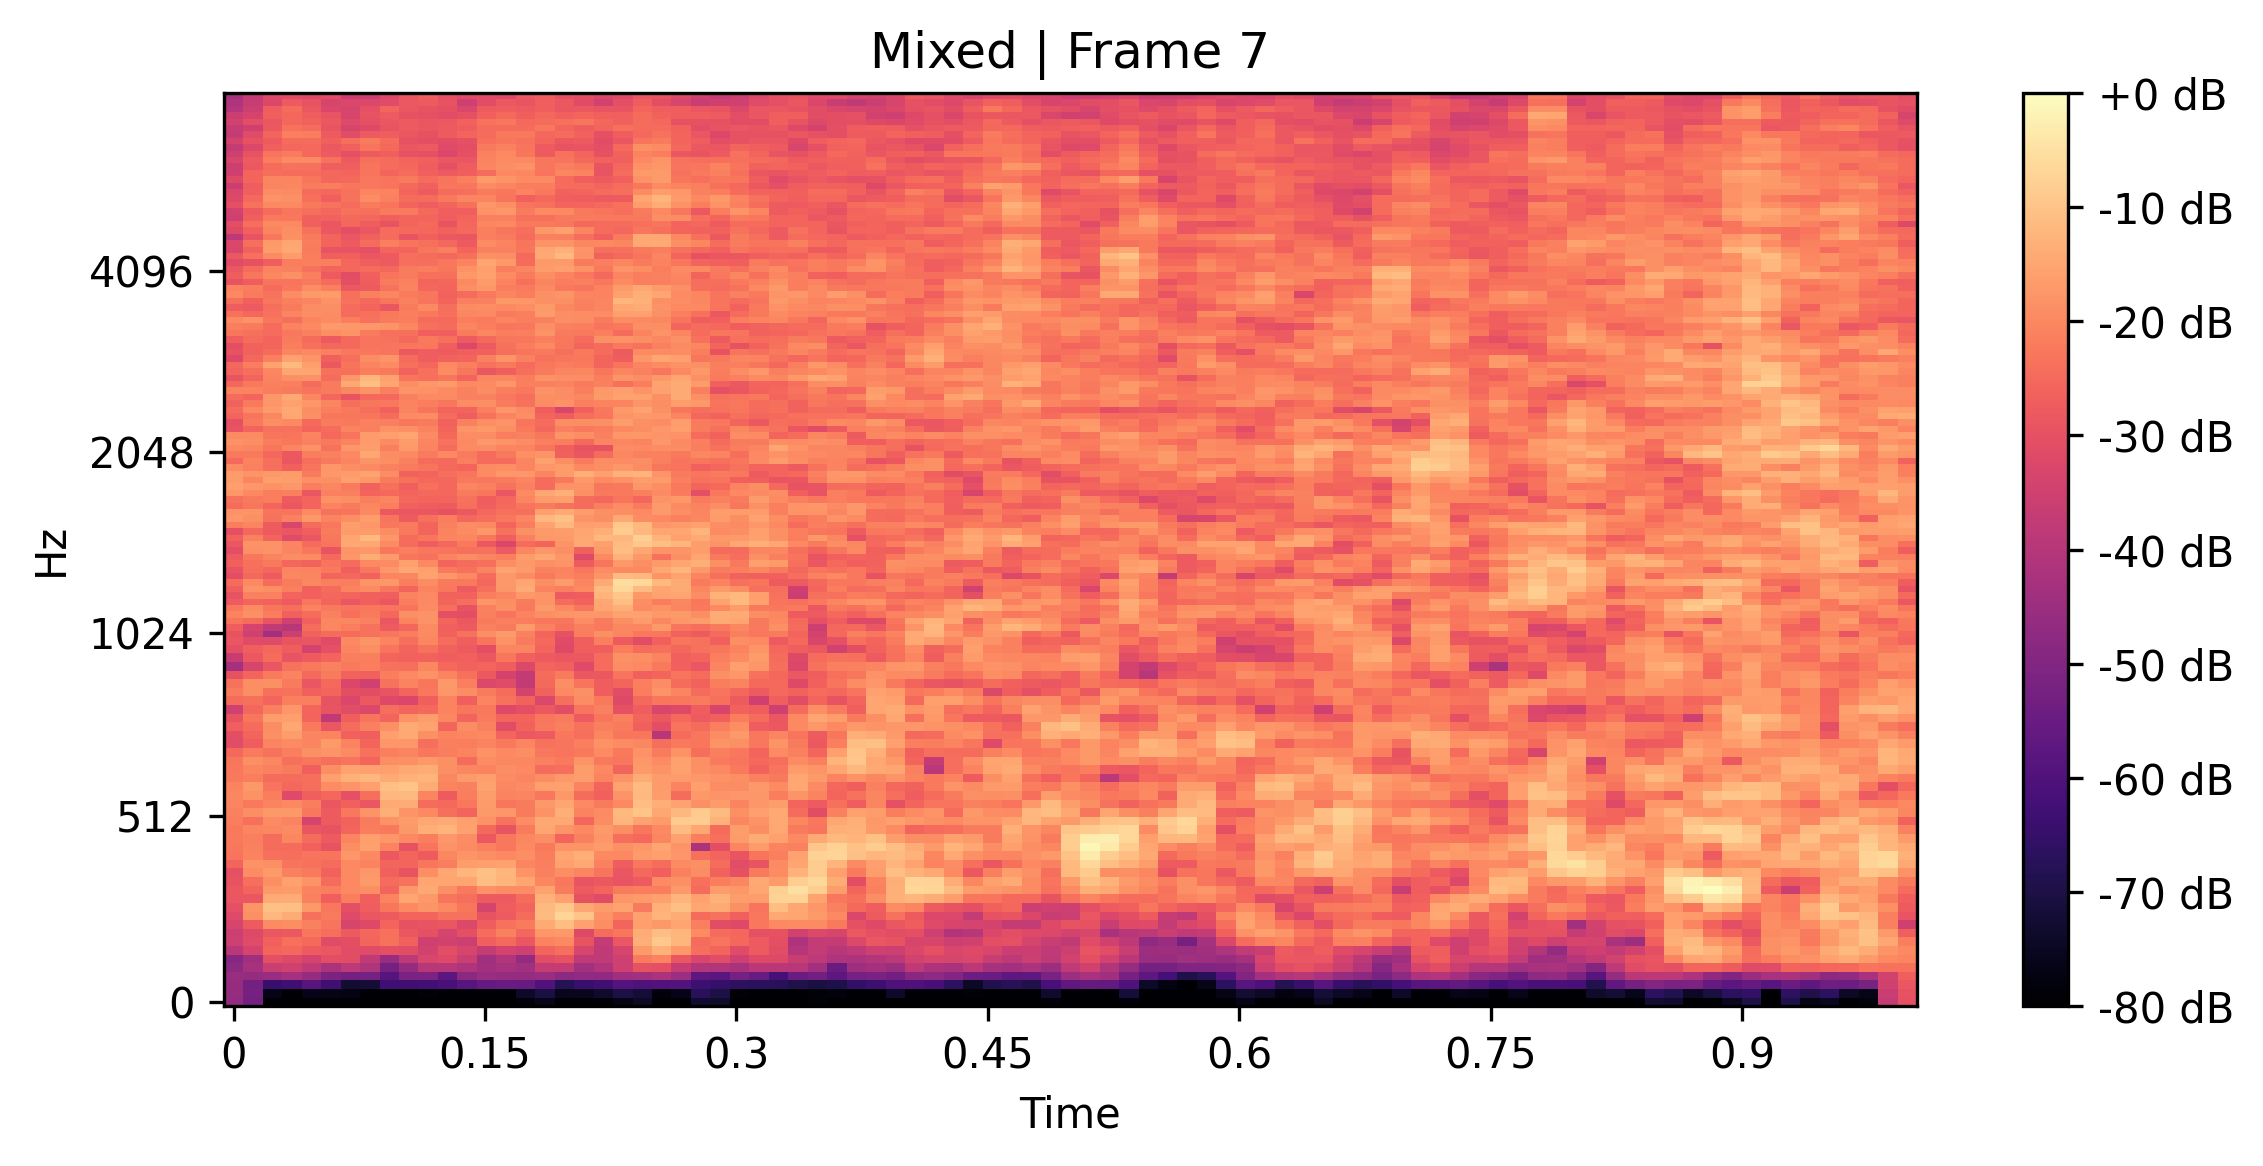 Mixed | Frame 7
+0 dB
-10 dB
-20 dB
-30 dB
-40 dB
-50 dB
-60 dB
-70 dB
-80 dB
Hz
4096
2048
1024
512
0
0 0.15 0.3 0.45 0.6 0.75 0.9
Time